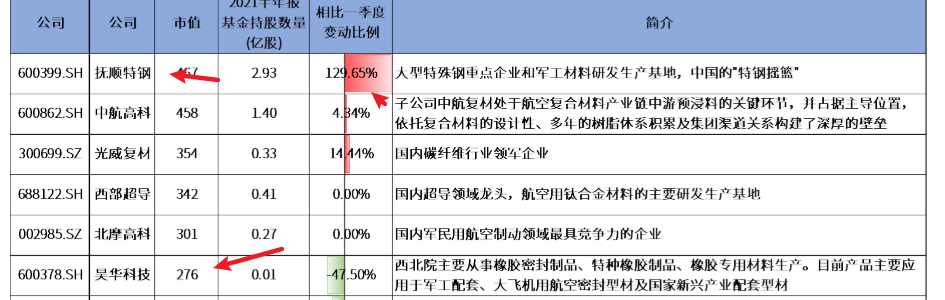 公司 公司 市值 2021半年报 基金持股数量 (亿股) 相比一季度 变动比例 简介
600399.SH 抚顺特钢 2.93 129.65% 大型特殊钢重点企业和军工材料研发生产基地，中国的"特钢摇篮"
600862.SH 中航高科 458 1.40 4.34% 子公司中航复材处于航空复合材料产业链中游预浸料的关键环节，并占据主导位置，
依托复合材料的设计性、多年的树脂体系积累及集团渠道关系构建了深厚的壁垒
300699.SZ 光威复材 354 0.33 14.44% 国内碳纤维行业领军企业
688122.SH 西部超导 342 0.41 0.00% 国内超导领域龙头，航空用钛合金材料的主要研发生产基地
002985.SZ 北摩高科 301 0.27 0.00% 国内军民用航空制动领域最具竞争力的企业
600378.SH 昊华科技 276 0.01 -47.50% 西北院主要从事橡胶密封制品、特种橡胶制品、橡胶专用材料生产。目前产品主要应
用于军工配套、大飞机用航空密封型材及国家新兴产业配套型材